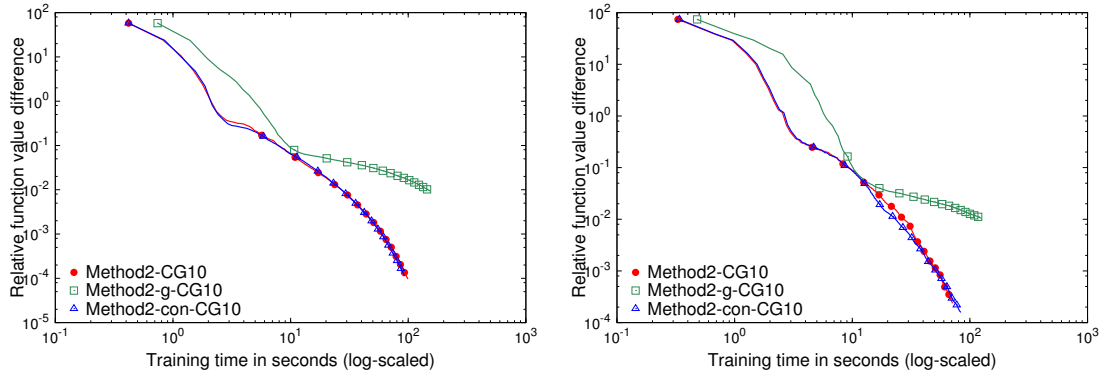 Relative function value difference
10^2
10^1
10^0
10^-1
10^-2
10^-3
10^-4
10^-5
Method2-CG10
Method2-g-CG10
Method2-con-CG10
10^-1 10^0 10^1 10^2 10^3
Training time in seconds (log-scaled)
Relative function value difference
10^2
10^1
10^0
10^-1
10^-2
10^-3
10^-4
Method2-CG10
Method2-g-CG10
Method2-con-CG10
10^-1 10^0 10^1 10^2 10^3
Training time in seconds (log-scaled)